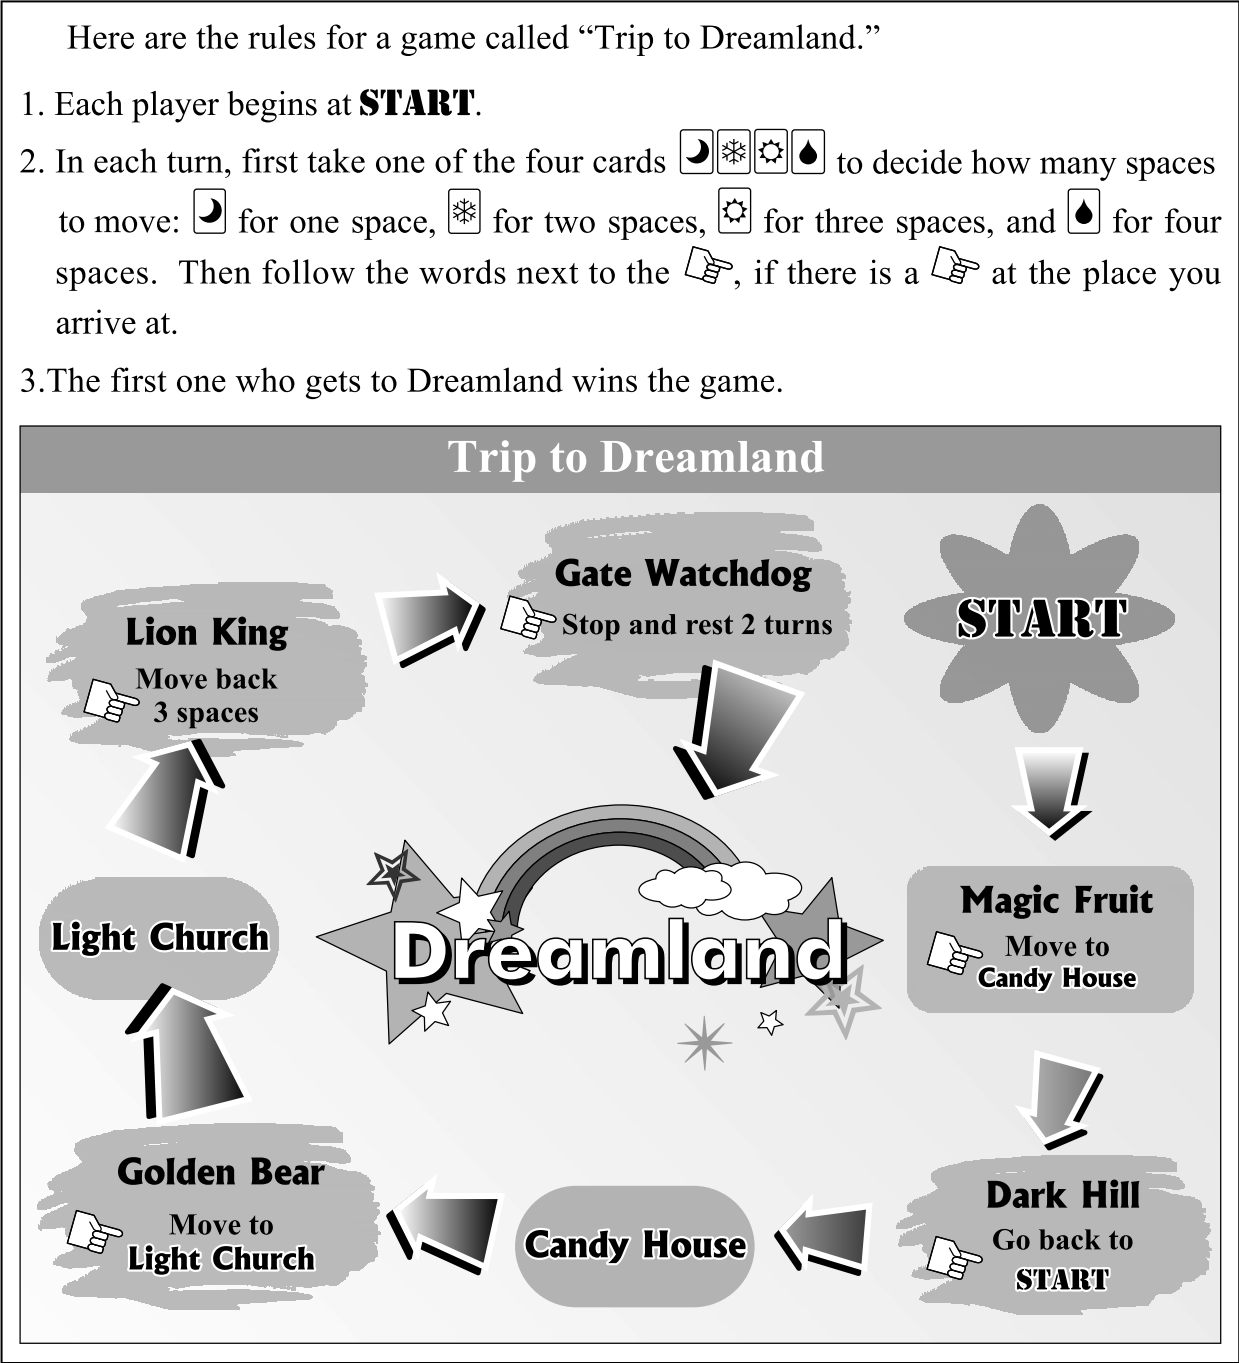 Here are the rules for a game called “Trip to Dreamland.”
1. Each player begins at START.
2. In each turn, first take one of the four cards to decide how many spaces
to move: for one space, for two spaces, for three spaces, and for four
spaces. Then follow the words next to the , if there is a at the place you
arrive at.
3.The first one who gets to Dreamland wins the game.
Trip to Dreamland
START
Magic Fruit
Move to
Candy House
Dark Hill
Go back to
START
Candy House
Golden Bear
Move to
Light Church
Light Church
Lion King
Move back
3 spaces
Gate Watchdog
Stop and rest 2 turns
Dreamland